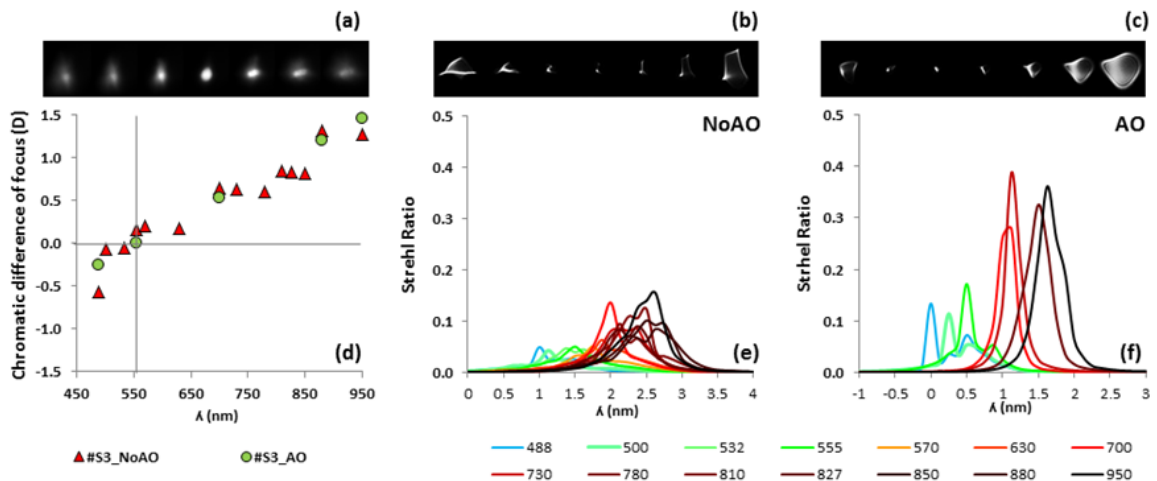 (a)
(b)
(c)
Chromatic difference of focus (D)
1.5
1.0
0.5
0.0
-0.5
-1.0
-1.5
450 550 650 750 850 950
ʎ (nm)
(d)
#S3_NoAO #S3_AO
Strehl Ratio
0.5
0.4
0.3
0.2
0.1
0.0
NoAO
(e)
0 0.5 1 1.5 2 2.5 3 3.5 4
ʎ (nm)
Strhel Ratio
0.5
0.4
0.3
0.2
0.1
0.0
AO
(f)
-1 -0.5 0 0.5 1 1.5 2 2.5 3
ʎ (nm)
488 500 532 555 570 630 700
730 780 810 827 850 880 950